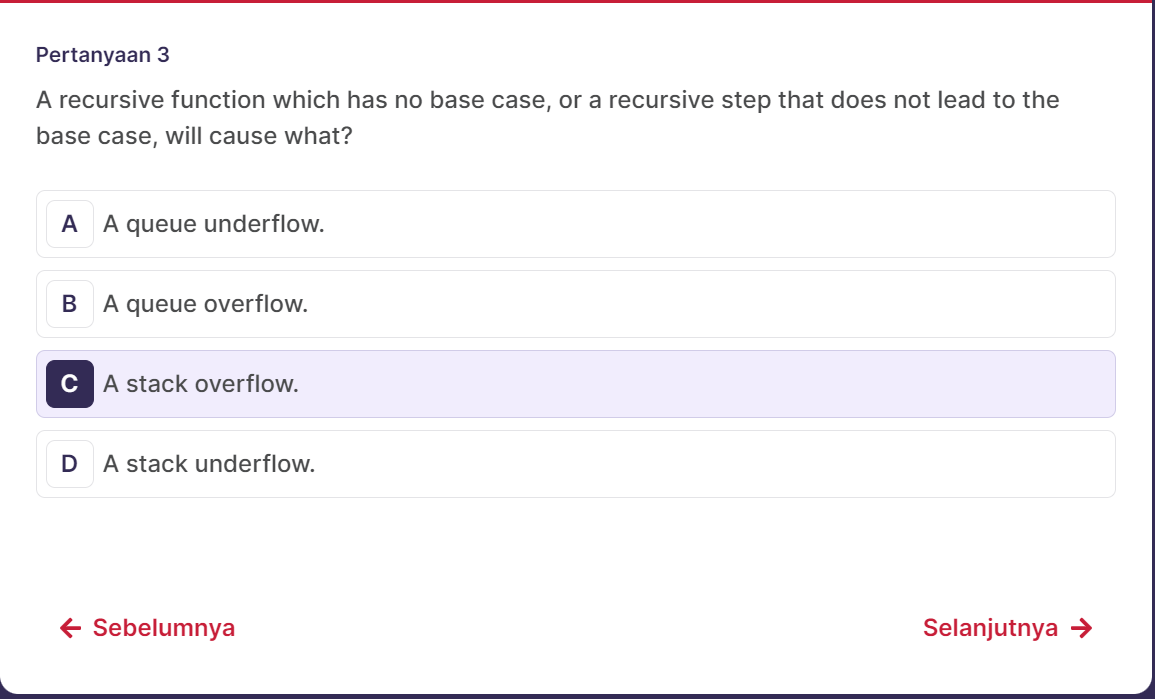 Pertanyaan 3
A recursive function which has no base case, or a recursive step that does not lead to the
base case, will cause what?
A A queue underflow.
B A queue overflow.
C A stack overflow.
D A stack underflow.
← Sebelumnya
Selanjutnya →